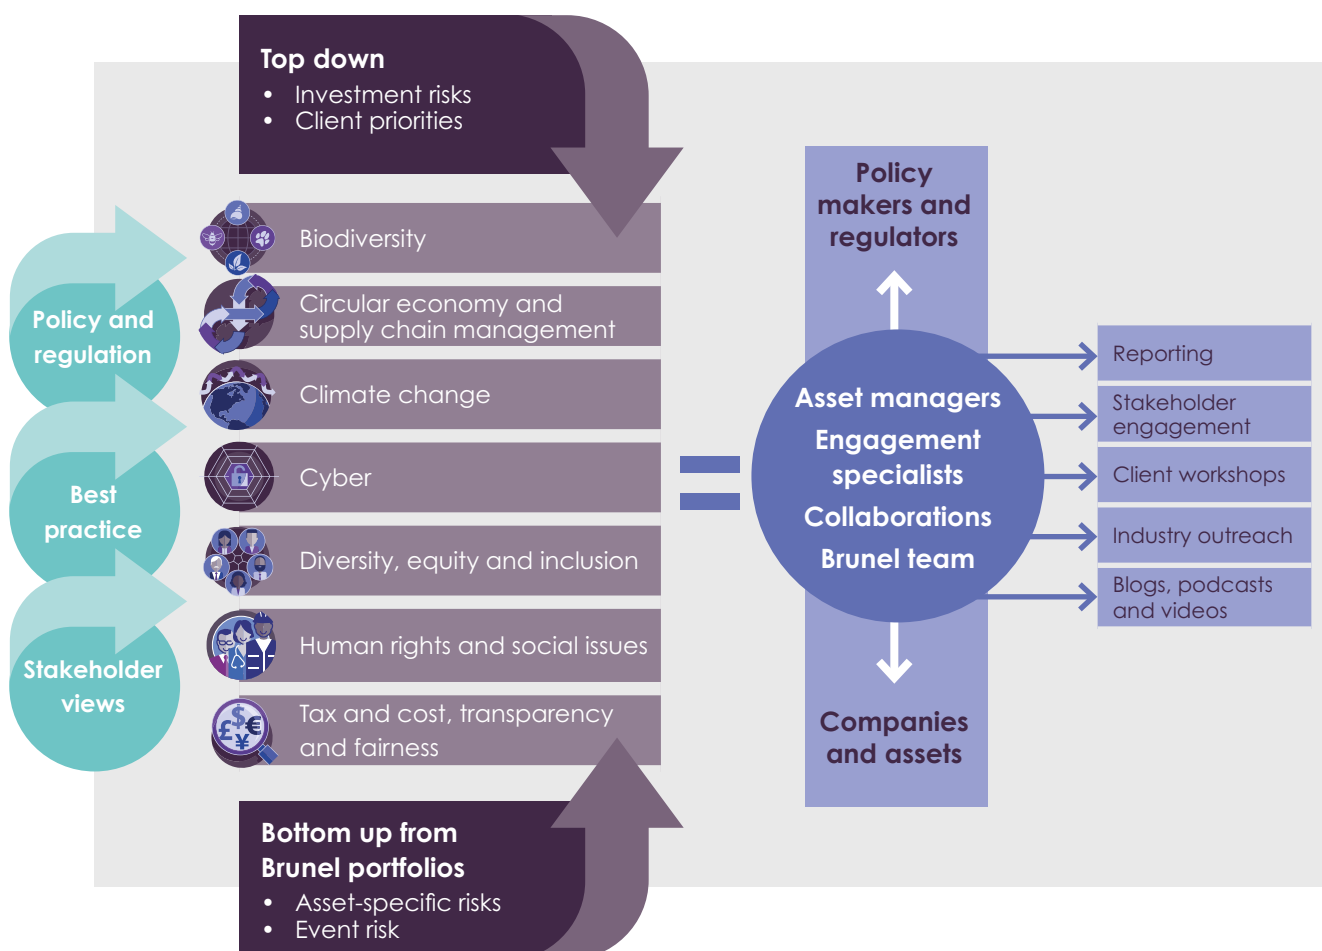 Top down
• Investment risks
• Client priorities
Policy and
regulation
Best
practice
Stakeholder
views
Biodiversity
Circular economy and
supply chain management
Climate change
Cyber
Diversity, equity and inclusion
Human rights and social issues
£$€¥
Tax and cost, transparency
and fairness
Bottom up from
Brunel portfolios
• Asset-specific risks
• Event risk
=
Policy
makers and
regulators
Asset managers
Engagement
specialists
Collaborations
Brunel team
Companies
and assets
Reporting
Stakeholder
engagement
Client workshops
Industry outreach
Blogs, podcasts
and videos